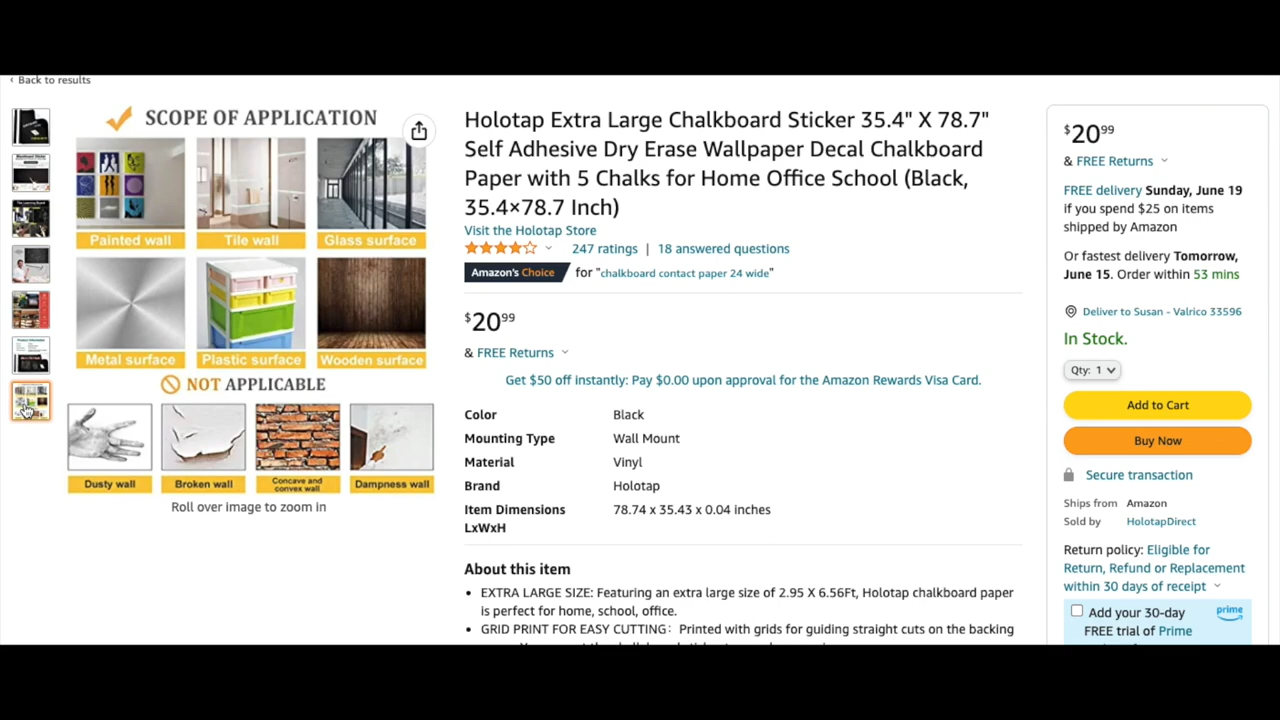 ‹ Back to results
SCOPE OF APPLICATION
Painted wall
Tile wall
Glass surface
Metal surface
Plastic surface
Wooden surface
NOT APPLICABLE
Dusty wall
Broken wall
Concave and
convex wall
Dampness wall
Roll over image to zoom in
Holotap Extra Large Chalkboard Sticker 35.4" X 78.7"
Self Adhesive Dry Erase Wallpaper Decal Chalkboard
Paper with 5 Chalks for Home Office School (Black,
35.4×78.7 Inch)
Visit the Holotap Store
247 ratings | 18 answered questions
Amazon's Choice for "chalkboard contact paper 24 wide"
$20 99
& FREE Returns
Get $50 off instantly: Pay $0.00 upon approval for the Amazon Rewards Visa Card.
Color Black
Mounting Type Wall Mount
Material Vinyl
Brand Holotap
Item Dimensions 78.74 x 35.43 x 0.04 inches
LxWxH
About this item
• EXTRA LARGE SIZE: Featuring an extra large size of 2.95 X 6.56Ft, Holotap chalkboard paper
is perfect for home, school, office.
• GRID PRINT FOR EASY CUTTING: Printed with grids for guiding straight cuts on the backing
$20 99
& FREE Returns
FREE delivery Sunday, June 19
if you spend $25 on items
shipped by Amazon
Or fastest delivery Tomorrow,
June 15. Order within 53 mins
Deliver to Susan - Valrico 33596
In Stock.
Qty: 1
Add to Cart
Buy Now
Secure transaction
Ships from Amazon
Sold by HolotapDirect
Return policy: Eligible for
Return, Refund or Replacement
within 30 days of receipt
Add your 30-day prime
FREE trial of Prime